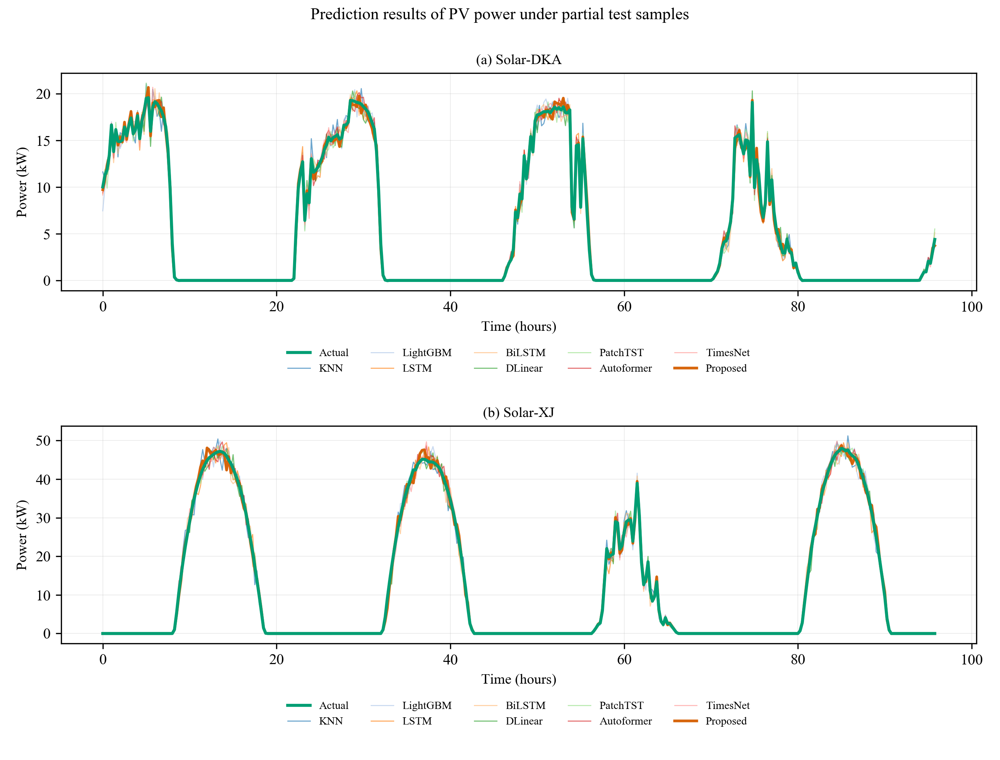 Prediction results of PV power under partial test samples
(a) Solar-DKA
20
15
10
5
0
Power (kW)
0 20 40 60 80 100
Time (hours)
Actual LightGBM BiLSTM PatchTST TimesNet
KNN LSTM DLinear Autoformer Proposed
(b) Solar-XJ
50
40
30
20
10
0
Power (kW)
0 20 40 60 80 100
Time (hours)
Actual LightGBM BiLSTM PatchTST TimesNet
KNN LSTM DLinear Autoformer Proposed